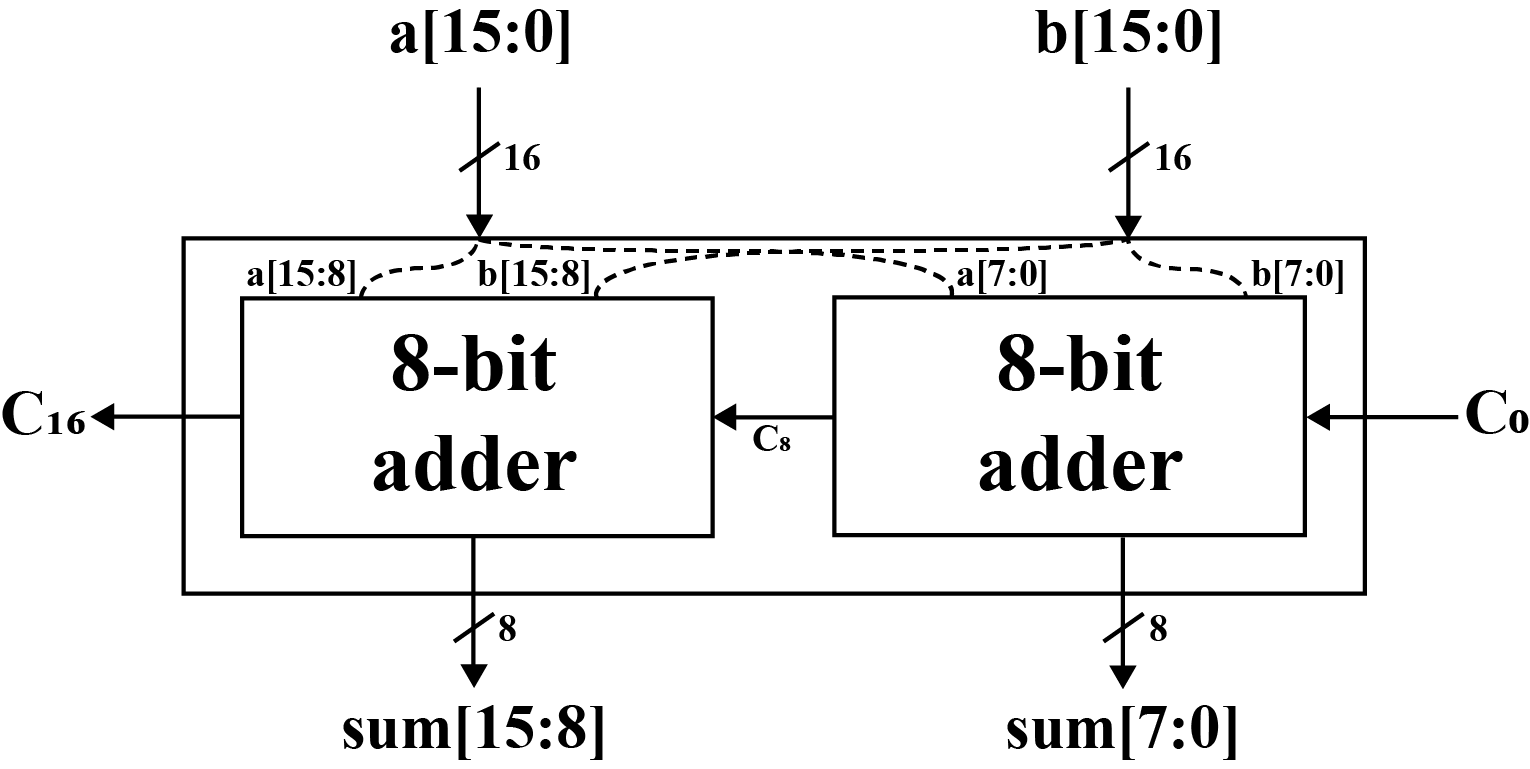 a[15:0]
b[15:0]
16
16
a[15:8]
b[15:8]
a[7:0]
b[7:0]
8-bit
adder
8-bit
adder
C₁₆
C₈
C₀
8
8
sum[15:8]
sum[7:0]